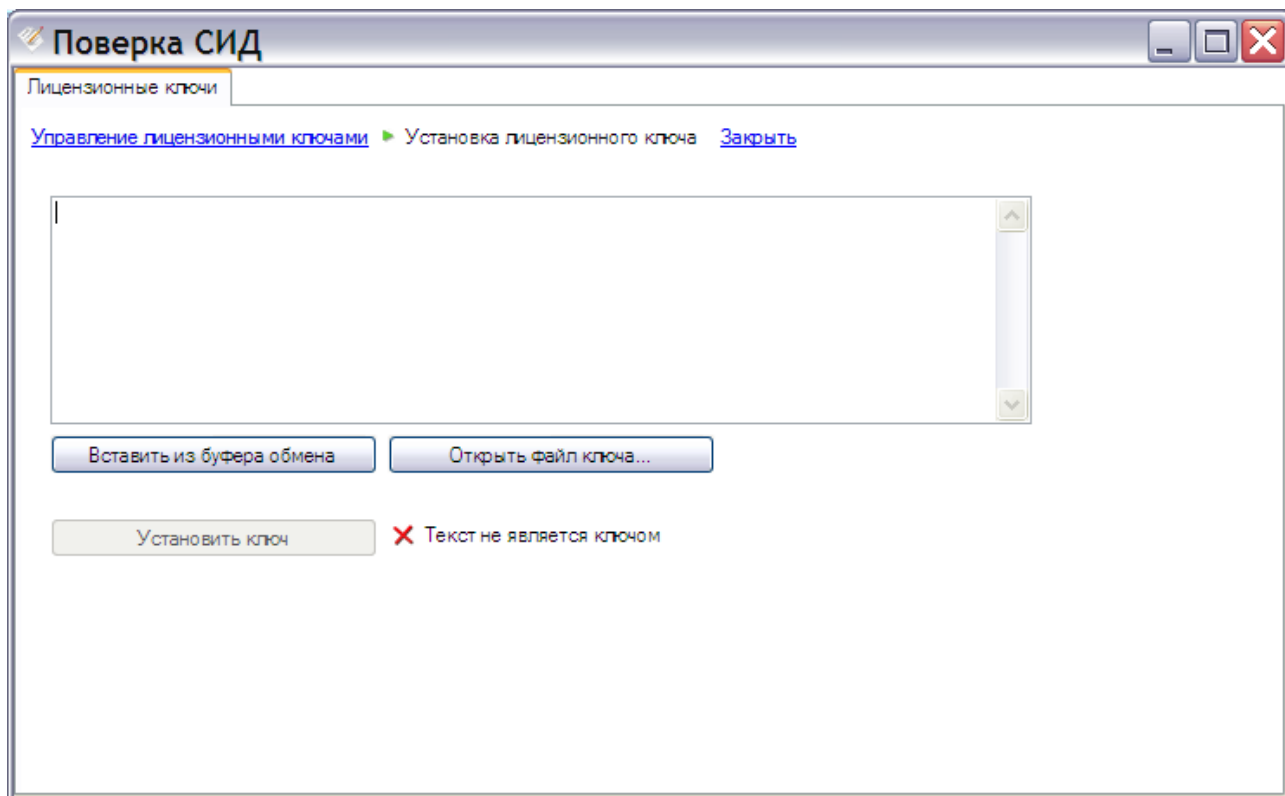 Поверка СИД
Лицензионные ключи
Управление лицензионными ключами Установка лицензионного ключа Закрыть
Вставить из буфера обмена Открыть файл ключа...
Установить ключ Текст не является ключом